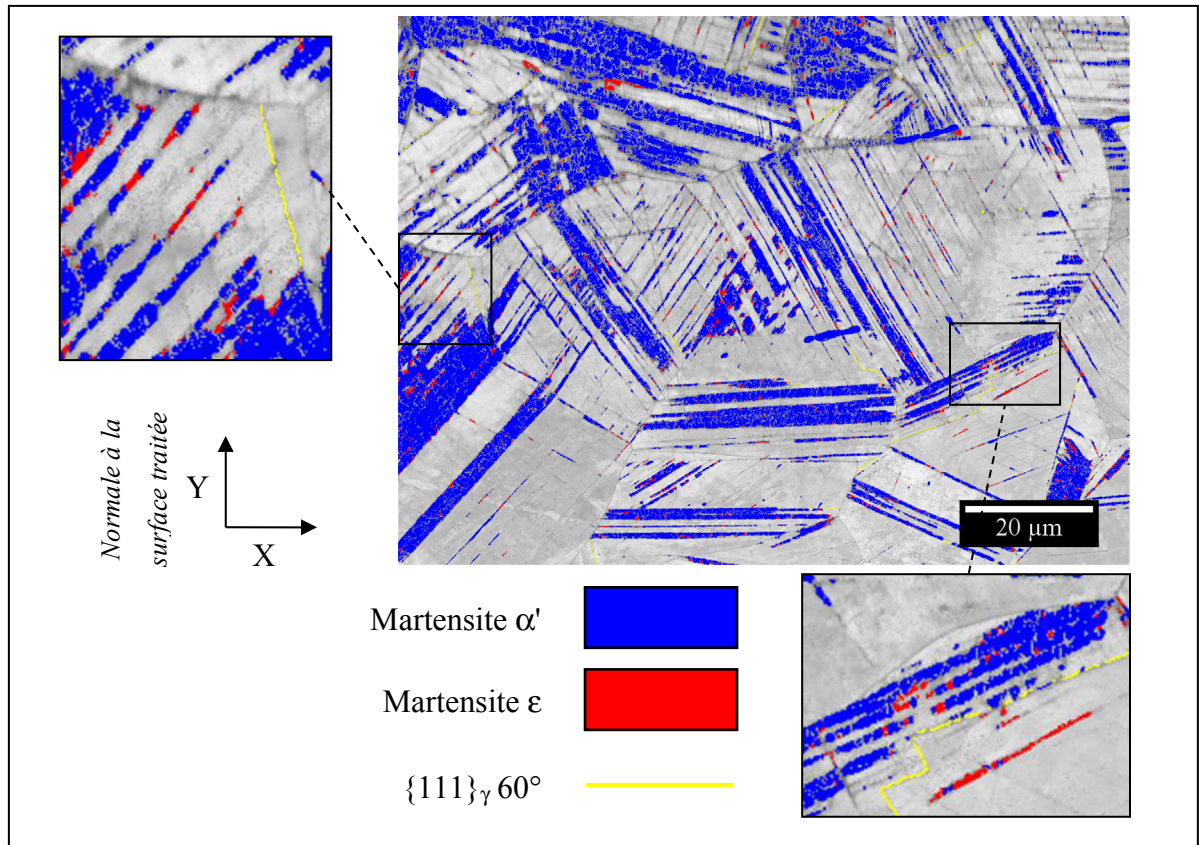 Normale à la
surface traitée
Y
X
20 µm
Martensite α'
Martensite ε
{111}γ 60°